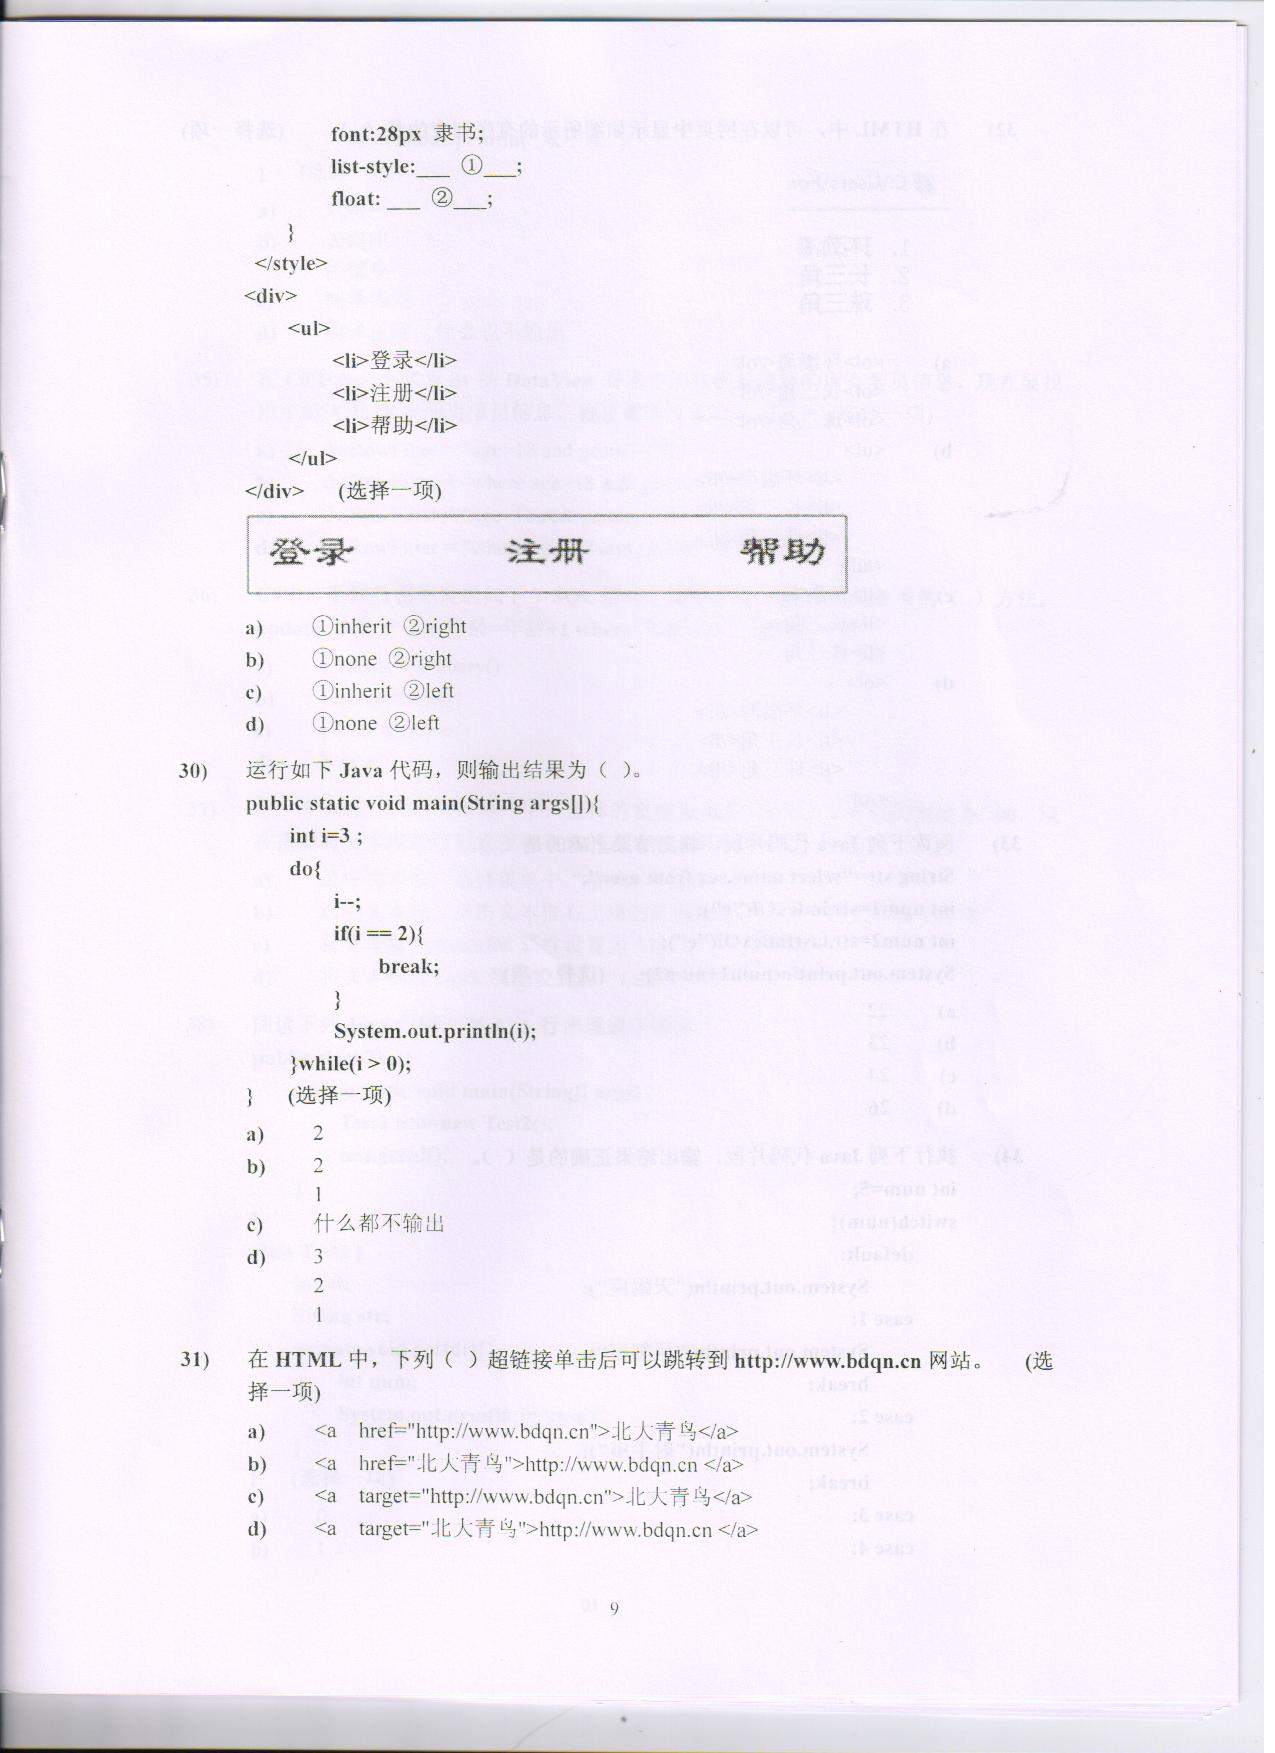 font:28px 隶书;
list-style:___ ①___;
float: ___ ②___;
}
</style>
<div>
<ul>
<li>登录</li>
<li>注册</li>
<li>帮助</li>
</ul>
</div> (选择一项)
登录 注册 帮助
a) ①inherit ②right
b) ①none ②right
c) ①inherit ②left
d) ①none ②left
30) 运行如下 Java 代码，则输出结果为（ ）。
public static void main(String args[]){
int i=3 ;
do{
i--;
if(i == 2){
break;
}
System.out.println(i);
}while(i > 0);
} (选择一项)
a) 2
b) 2
1
c) 什么都不输出
d) 3
2
1
31) 在 HTML 中，下列（ ）超链接单击后可以跳转到 http://www.bdqn.cn 网站。 (选
择一项)
a) <a href="http://www.bdqn.cn">北大青鸟</a>
b) <a href="北大青鸟">http://www.bdqn.cn </a>
c) <a target="http://www.bdqn.cn">北大青鸟</a>
d) <a target="北大青鸟">http://www.bdqn.cn </a>
9